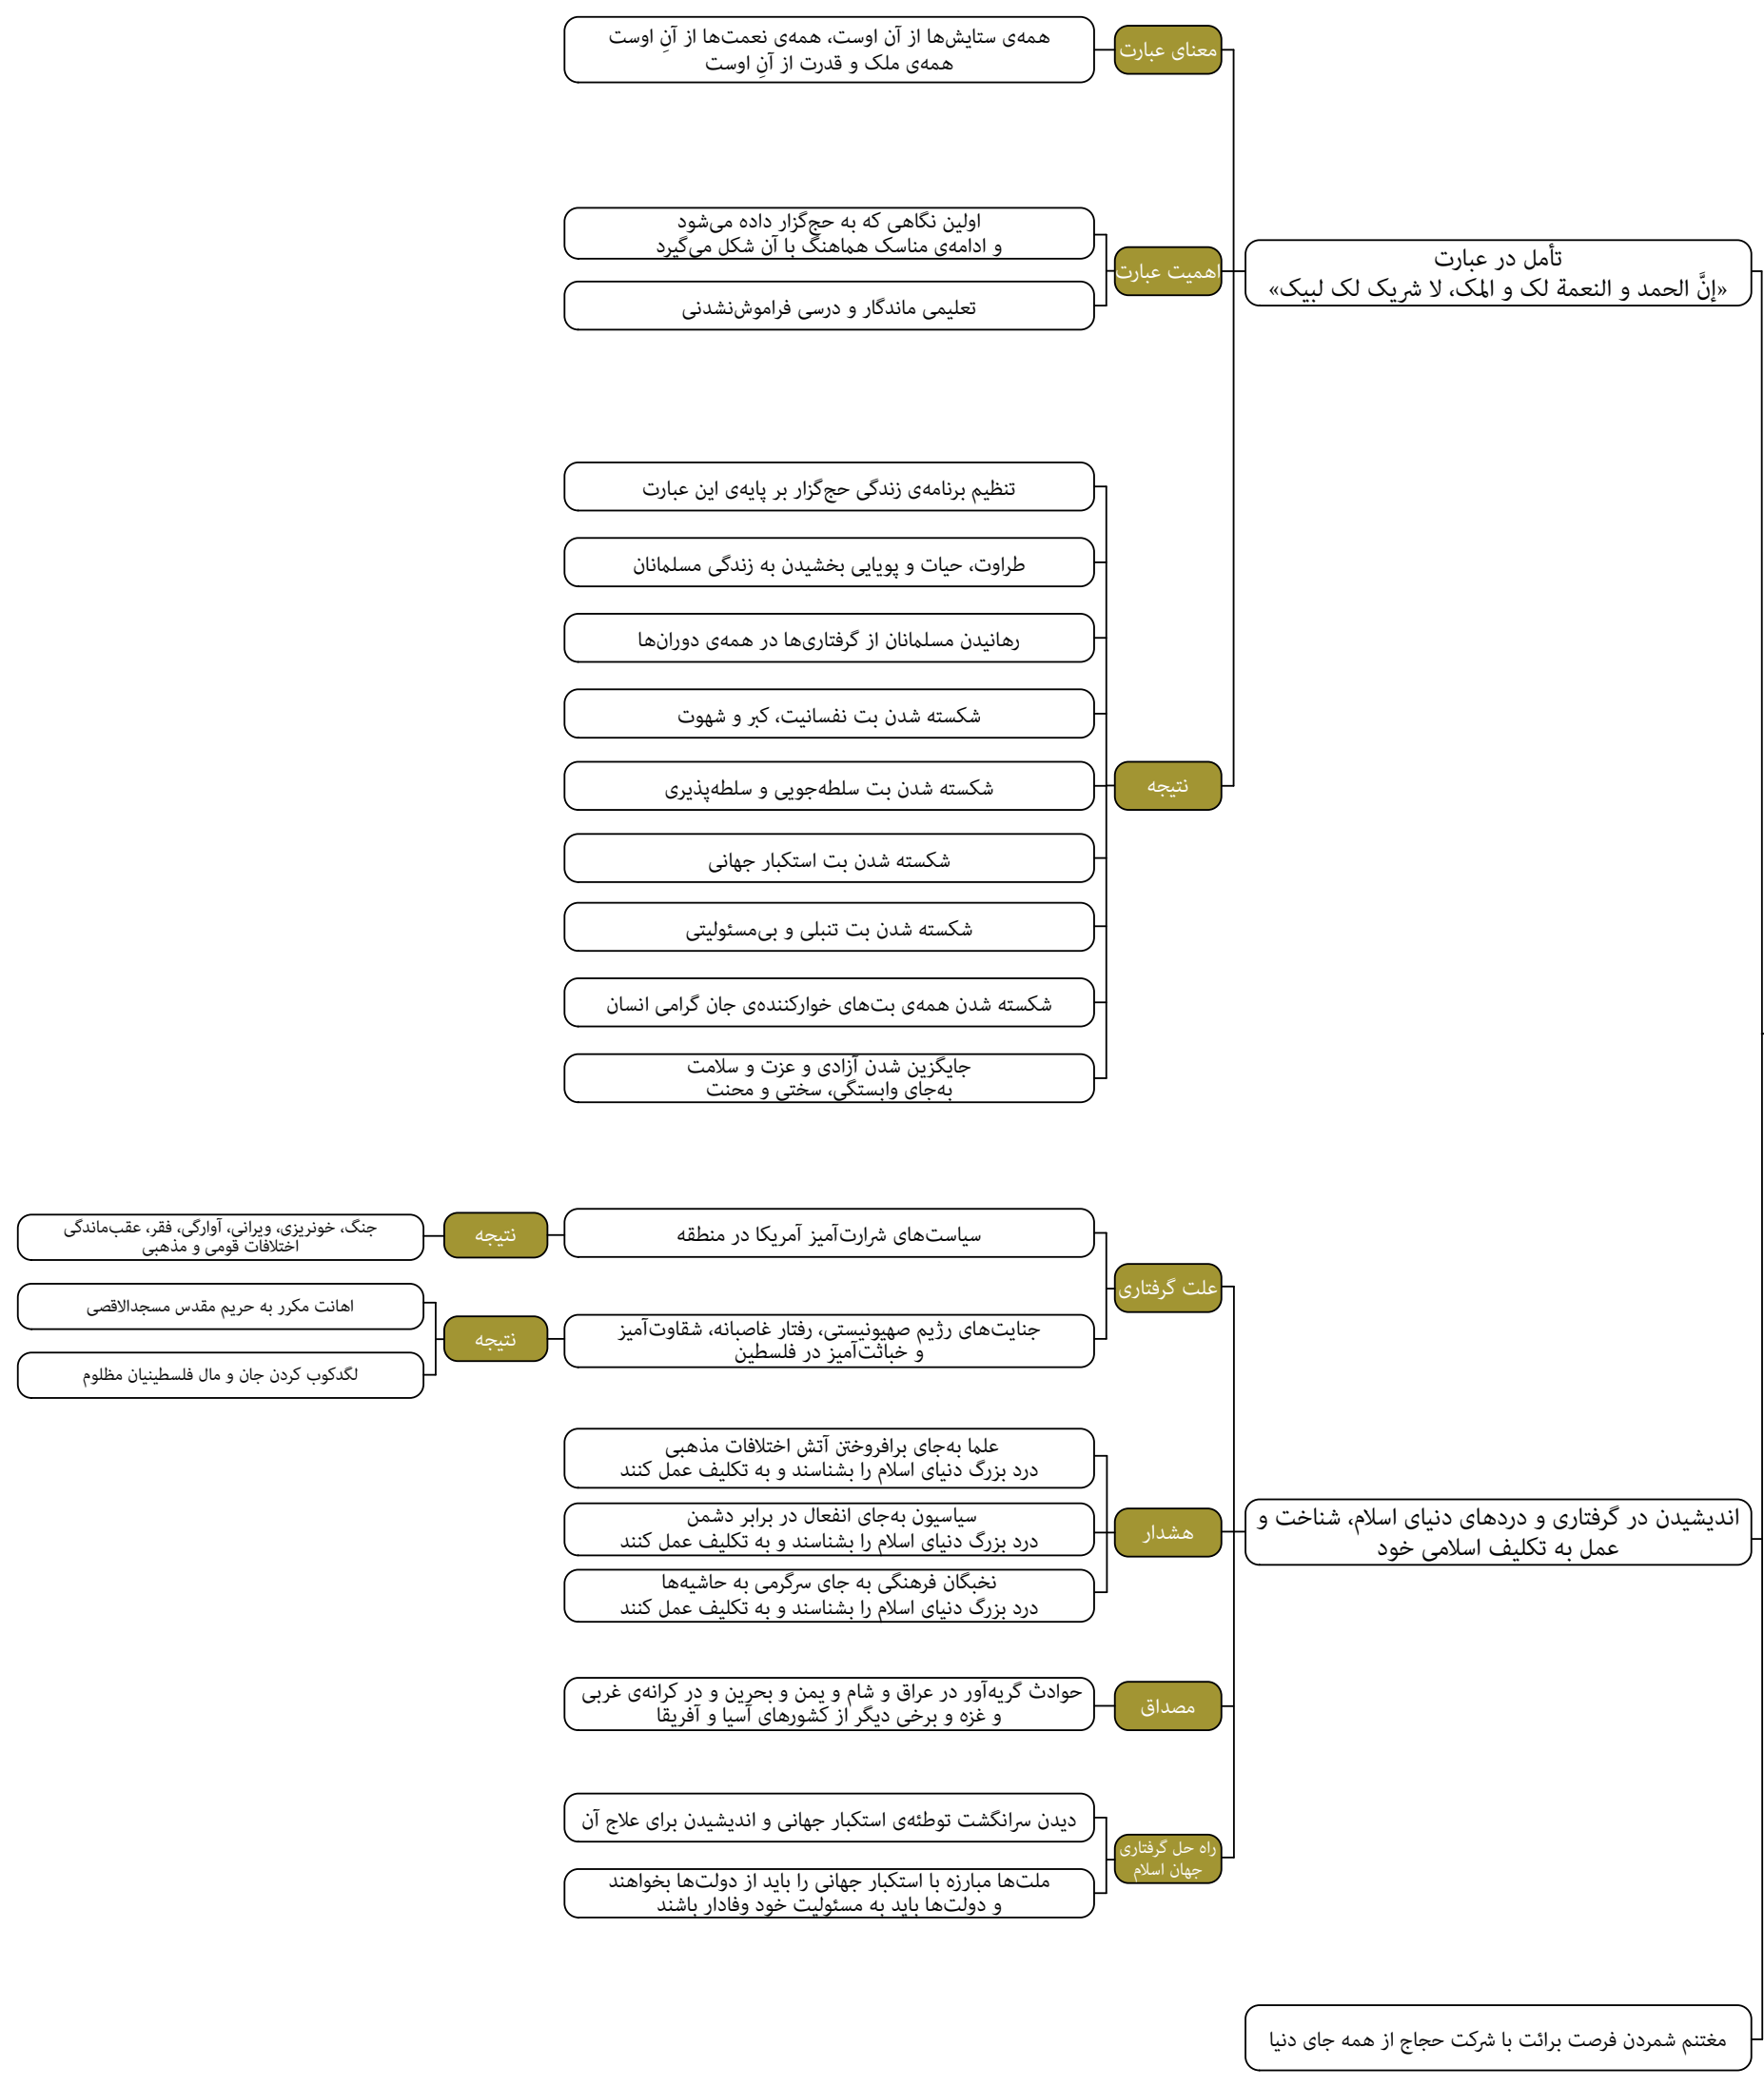 تأمل در عبارت
«إنَّ الحمد و النعمة لک و الملک، لا شریک لک لبیک»
معنای عبارت
همه‌ی ستایش‌ها از آن اوست، همه‌ی نعمت‌ها از آنِ اوست
همه‌ی ملک و قدرت از آنِ اوست
اهمیت عبارت
اولین نگاهی که به حج‌گزار داده می‌شود
و ادامه‌ی مناسک هماهنگ با آن شکل می‌گیرد
تعلیمی ماندگار و درسی فراموش‌نشدنی
نتیجه
تنظیم برنامه‌ی زندگی حج‌گزار بر پایه‌ی این عبارت
طراوت، حیات و پویایی بخشیدن به زندگی مسلمانان
رهانیدن مسلمانان از گرفتاری‌ها در همه‌ی دوران‌ها
شکسته شدن بت نفسانیت، کبر و شهوت
شکسته شدن بت سلطه‌جویی و سلطه‌پذیری
شکسته شدن بت استکبار جهانی
شکسته شدن بت تنبلی و بی‌مسئولیتی
شکسته شدن همه‌ی بت‌های خوارکننده‌ی جان گرامی انسان
جایگزین شدن آزادی و عزت و سلامت
به‌جای وابستگی، سختی و محنت
اندیشیدن در گرفتاری و دردهای دنیای اسلام، شناخت و
عمل به تکلیف اسلامی خود
علت گرفتاری
سیاست‌های شرارت‌آمیز آمریکا در منطقه
نتیجه
جنگ، خونریزی، ویرانی، آوارگی، فقر، عقب‌ماندگی
اختلافات قومی و مذهبی
جنایت‌های رژیم صهیونیستی، رفتار غاصبانه، شقاوت‌آمیز
و خباثت‌آمیز در فلسطین
نتیجه
اهانت مکرر به حریم مقدس مسجدالاقصی
لگدکوب کردن جان و مال فلسطینیان مظلوم
هشدار
علما به‌جای برافروختن آتش اختلافات مذهبی
درد بزرگ دنیای اسلام را بشناسند و به تکلیف عمل کنند
سیاسیون به‌جای انفعال در برابر دشمن
درد بزرگ دنیای اسلام را بشناسند و به تکلیف عمل کنند
نخبگان فرهنگی به جای سرگرمی به حاشیه‌ها
درد بزرگ دنیای اسلام را بشناسند و به تکلیف عمل کنند
مصداق
حوادث گریه‌آور در عراق و شام و یمن و بحرین و در کرانه‌ی غربی
و غزه و برخی دیگر از کشورهای آسیا و آفریقا
راه حل گرفتاری
جهان اسلام
دیدن سرانگشت توطئه‌ی استکبار جهانی و اندیشیدن برای علاج آن
ملت‌ها مبارزه با استکبار جهانی را باید از دولت‌ها بخواهند
و دولت‌ها باید به مسئولیت خود وفادار باشند
مغتنم شمردن فرصت برائت با شرکت حجاج از همه جای دنیا